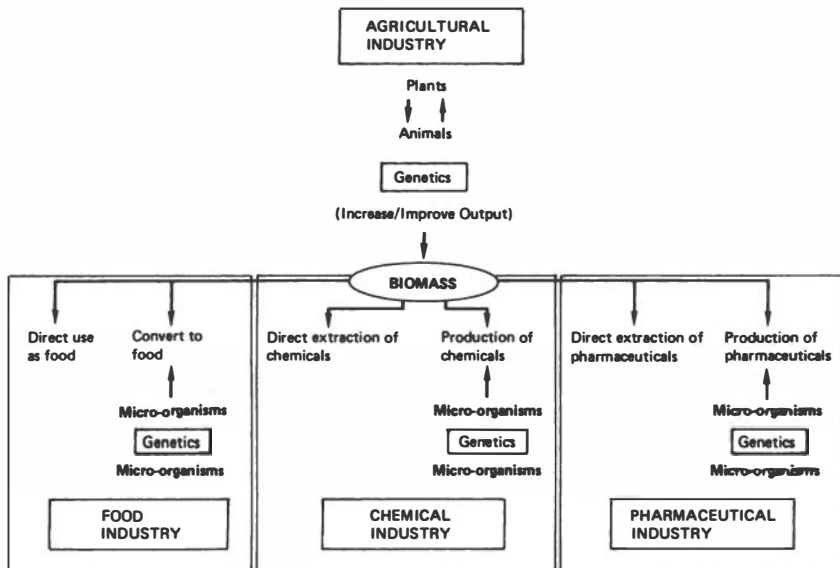 AGRICULTURAL
INDUSTRY
Plants
Animals
Genetics
(Increase/Improve Output)
BIOMASS
Direct use
as food
Convert to
food
Micro-organisms
Genetics
Micro-organisms
FOOD
INDUSTRY
Direct extraction of
chemicals
Production of
chemicals
Micro-organisms
Genetics
Micro-organisms
CHEMICAL
INDUSTRY
Direct extraction of
pharmaceuticals
Production of
pharmaceuticals
Micro-organisms
Genetics
Micro-organisms
PHARMACEUTICAL
INDUSTRY